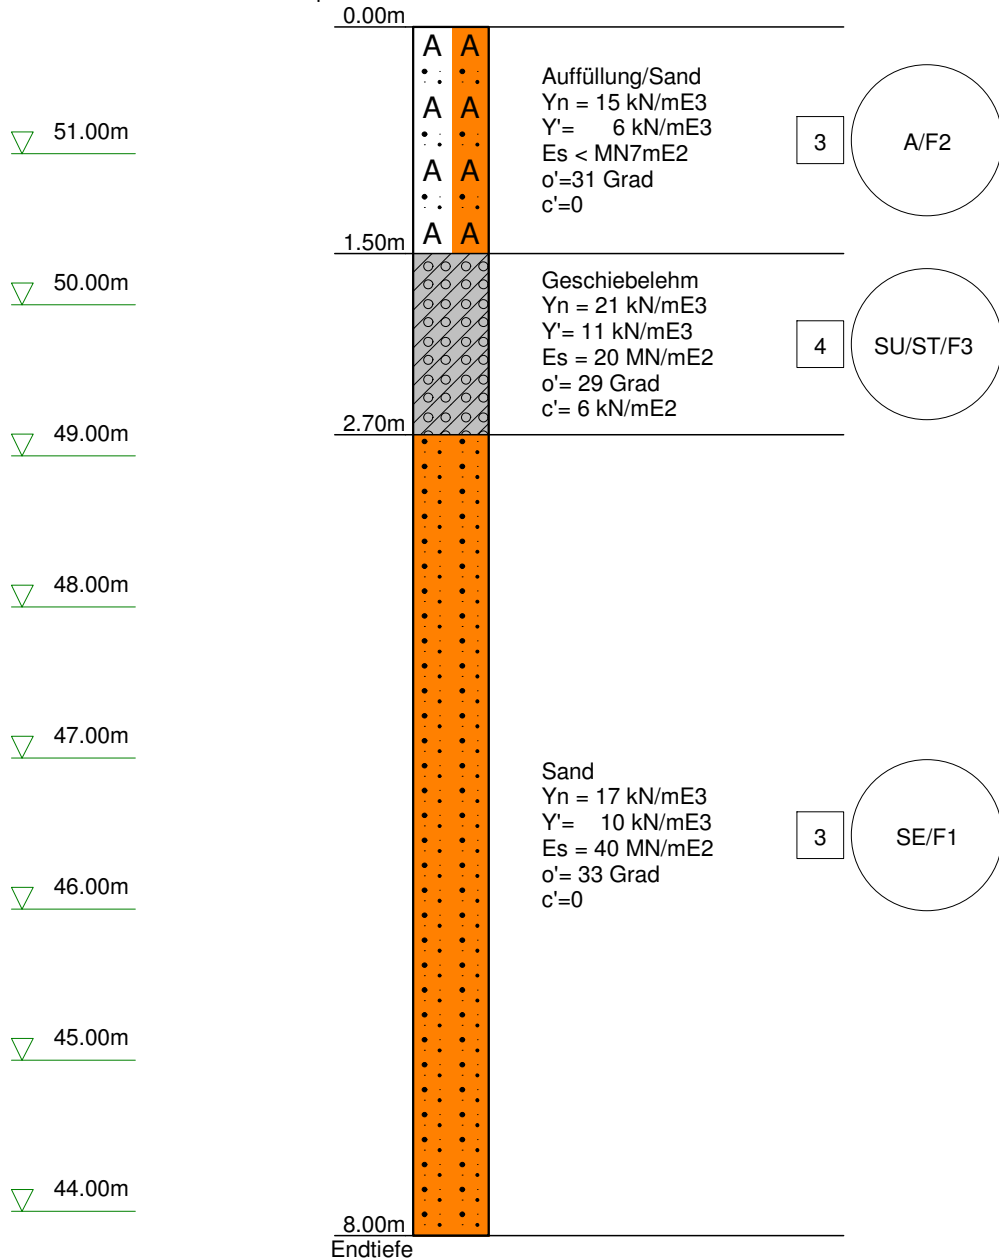 0.00m
A A
A A
A A
A A
Auffüllung/Sand
Yn = 15 kN/mE3
Y'= 6 kN/mE3
Es < MN7mE2
o'=31 Grad
c'=0
3
A/F2
51.00m
1.50m
50.00m
Geschiebelehm
Yn = 21 kN/mE3
Y'= 11 kN/mE3
Es = 20 MN/mE2
o'= 29 Grad
c'= 6 kN/mE2
4
SU/ST/F3
2.70m
49.00m
48.00m
47.00m
Sand
Yn = 17 kN/mE3
Y'= 10 kN/mE3
Es = 40 MN/mE2
o'= 33 Grad
c'=0
3
SE/F1
46.00m
45.00m
44.00m
8.00m
Endtiefe